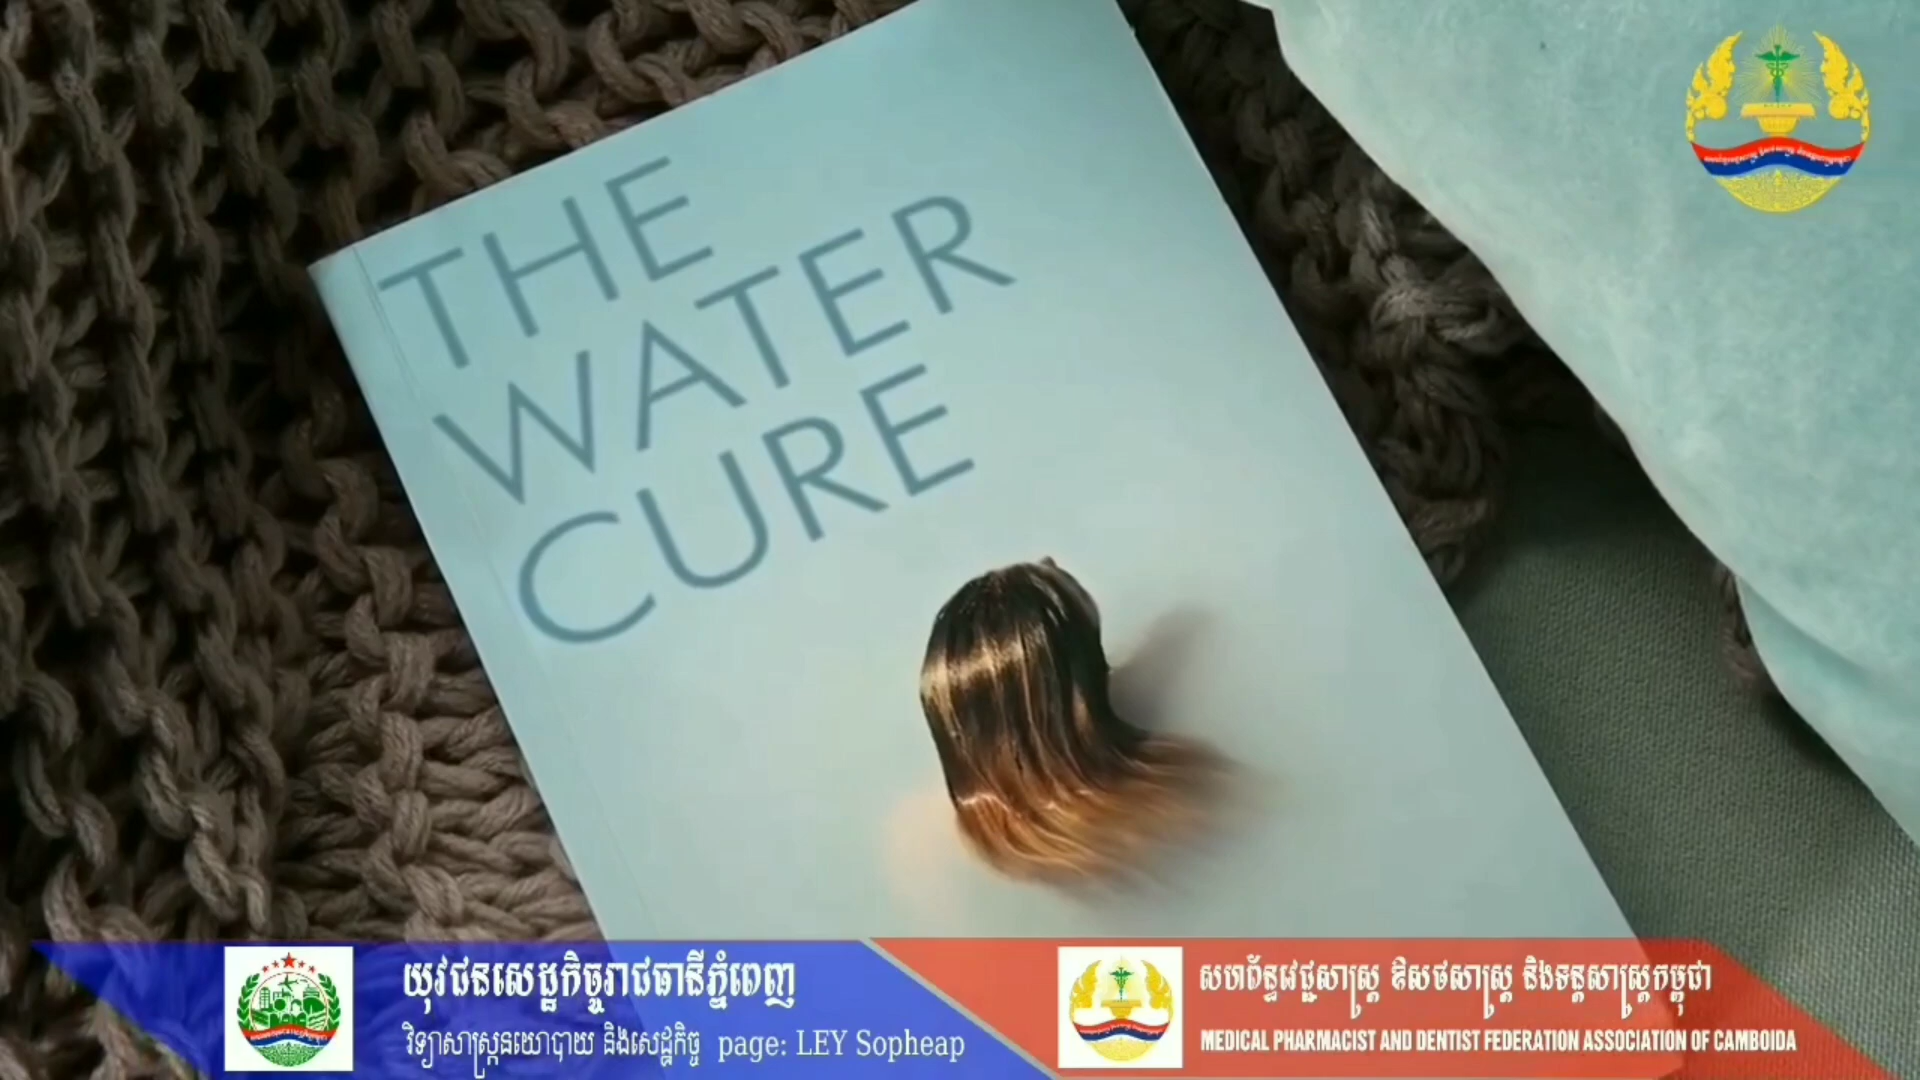 THE
WATER
CURE
យុវជនសេដ្ឋកិច្ចរាជធានីភ្នំពេញ
វិទ្យាសាស្ត្រនយោបាយ និងសេដ្ឋកិច្ច page: LEY Sopheap
សហព័ន្ធវេជ្ជសាស្ត្រ ឱសថសាស្ត្រ និងទន្តសាស្ត្រកម្ពុជា
MEDICAL PHARMACIST AND DENTIST FEDERATION ASSOCIATION OF CAMBOIDA